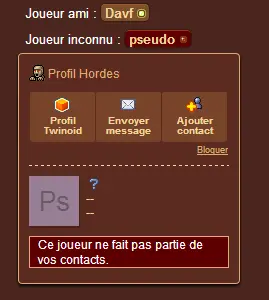 Joueur ami : Davf
Joueur inconnu : pseudo
Profil Hordes
Profil Twinoid
Envoyer message
Ajouter contact
Bloquer
Ps
?
--
--
Ce joueur ne fait pas partie de
vos contacts.